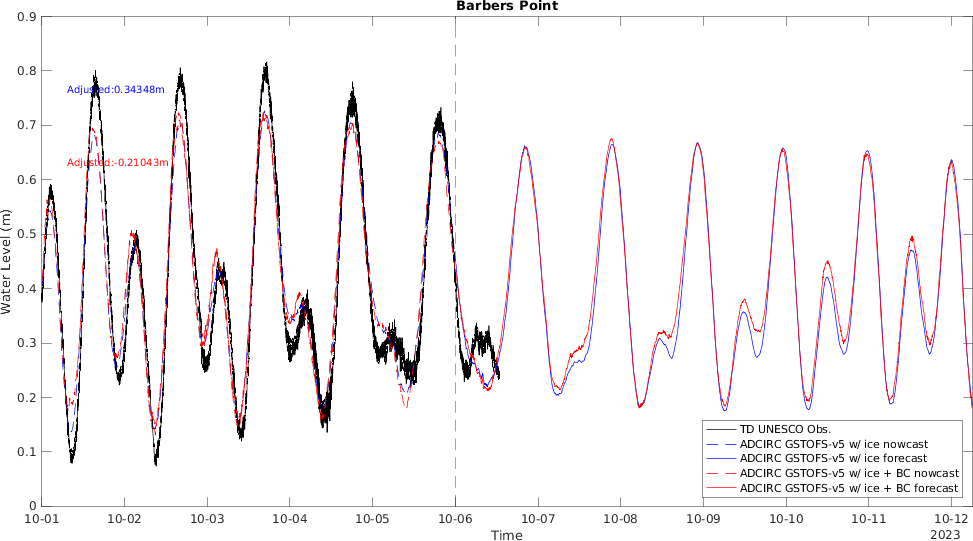 Barbers Point
0.9
0.8
0.7
0.6
0.5
0.4
0.3
0.2
0.1
0
Water Level (m)
Adjusted:0.34348m
Adjusted:-0.21043m
TD UNESCO Obs.
ADCIRC GSTOFS-v5 w/ ice nowcast
ADCIRC GSTOFS-v5 w/ ice forecast
ADCIRC GSTOFS-v5 w/ ice + BC nowcast
ADCIRC GSTOFS-v5 w/ ice + BC forecast
10-01 10-02 10-03 10-04 10-05 10-06 10-07 10-08 10-09 10-10 10-11 10-12
Time
2023